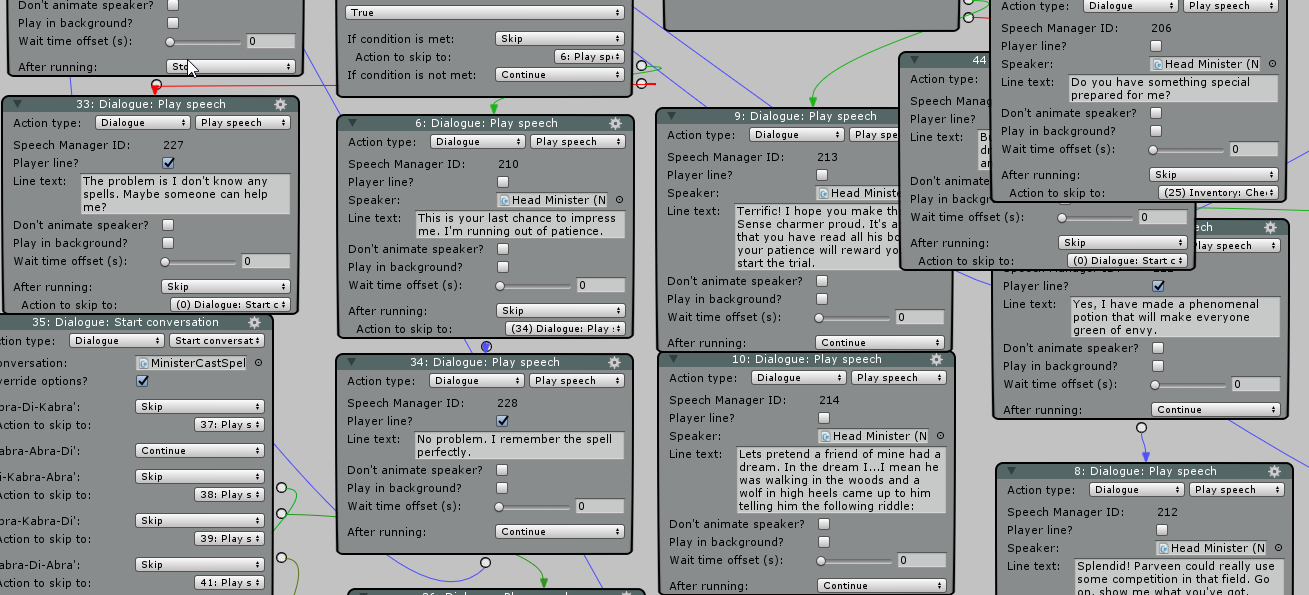 Don't animate speaker?
Play in background?
Wait time offset (s): 0
After running:
33: Dialogue: Play speech
Action type: Dialogue Play speech
Speech Manager ID: 227
Player line?
Line text: The problem is I don't know any
spells. Maybe someone can help
me?
Don't animate speaker?
Play in background?
Wait time offset (s): 0
After running: Skip
Action to skip to: (0) Dialogue: Start c
35: Dialogue: Start conversation
ction type: Dialogue Start conversat
onversation: MinisterCastSpel
verride options?
bra-Di-Kabra': Skip
Action to skip to: 37: Play s
kabra-Abra-Di': Continue
i-Kabra-Abra': Skip
Action to skip to: 38: Play s
bra-Kabra-Di': Skip
Action to skip to: 39: Play s
bra-Di-Abra': Skip
Action to skip to: 41: Play s
True
If condition is met: Skip
Action to skip to: 6: Play sp
If condition is not met: Continue
6: Dialogue: Play speech
Action type: Dialogue Play speech
Speech Manager ID: 210
Player line?
Speaker: Head Minister (N
Line text: This is your last chance to impress
me. I'm running out of patience.
Don't animate speaker?
Play in background?
Wait time offset (s): 0
After running: Skip
Action to skip to: (34) Dialogue: Play
34: Dialogue: Play speech
Action type: Dialogue Play speech
Speech Manager ID: 228
Player line?
Line text: No problem. I remember the spell
perfectly.
Don't animate speaker?
Play in background?
Wait time offset (s): 0
After running: Continue
9: Dialogue: Play speech
Action type: Dialogue Play spe
Speech Manager ID: 213
Player line?
Speaker: Head Ministe
Line text: Terrific! I hope you make th
Sense charmer proud. It's a
that you have read all his bo
your patience will reward yo
start the trial.
Don't animate speaker?
Play in background?
Wait time offset (s): 0
After running: Continue
10: Dialogue: Play speech
Action type: Dialogue Play speech
Speech Manager ID: 214
Player line?
Speaker: Head Minister (N
Line text: Lets pretend a friend of mine had a
dream. In the dream I...I mean he
was walking in the woods and a
wolf in high heels came up to him
telling him the following riddle:
Don't animate speaker?
Play in background?
Wait time offset (s): 0
After running: Continue
44
Action type:
Speech Manag
Player line?
Line text:
Don't animate
Play in backgro
Wait time offset (s): 0
After running: Skip
Action to skip to: (0) Dialogue: Start c
Action type: Dialogue Play speech
Speech Manager ID: 206
Player line?
Speaker: Head Minister (N
Line text: Do you have something special
prepared for me?
Don't animate speaker?
Play in background?
Wait time offset (s): 0
After running: Skip
Action to skip to: (25) Inventory: Che
ech
Play speech
Player line?
Line text: Yes, I have made a phenomenal
potion that will make everyone
green of envy.
Don't animate speaker?
Play in background?
Wait time offset (s): 0
After running: Continue
8: Dialogue: Play speech
Action type: Dialogue Play speech
Speech Manager ID: 212
Player line?
Speaker: Head Minister (N
Line text: Splendid! Parveen could really use
some competition in that field. Go
on, show me what you've got.